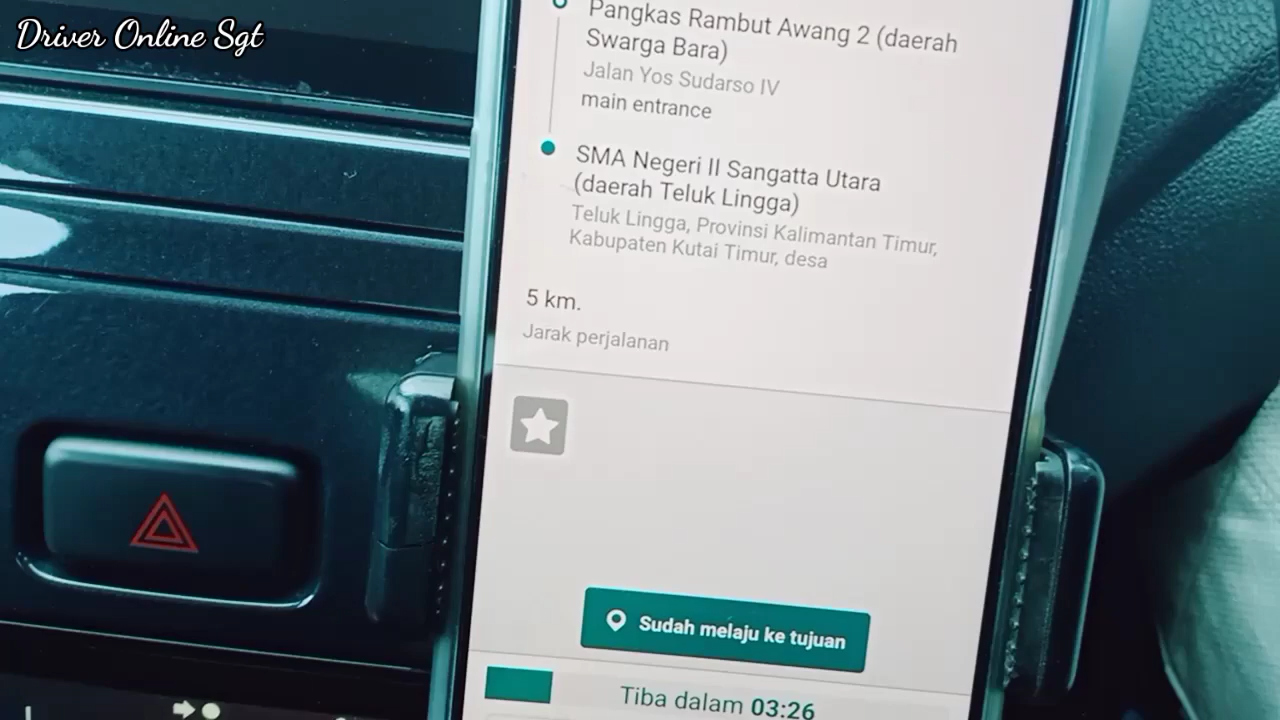 Driver Online Sgt
Pangkas Rambut Awang 2 (daerah
Swarga Bara)
Jalan Yos Sudarso IV
main entrance
SMA Negeri II Sangatta Utara
(daerah Teluk Lingga)
Teluk Lingga, Provinsi Kalimantan Timur,
Kabupaten Kutai Timur, desa
5 km.
Jarak perjalanan
Sudah melaju ke tujuan
Tiba dalam 03:26